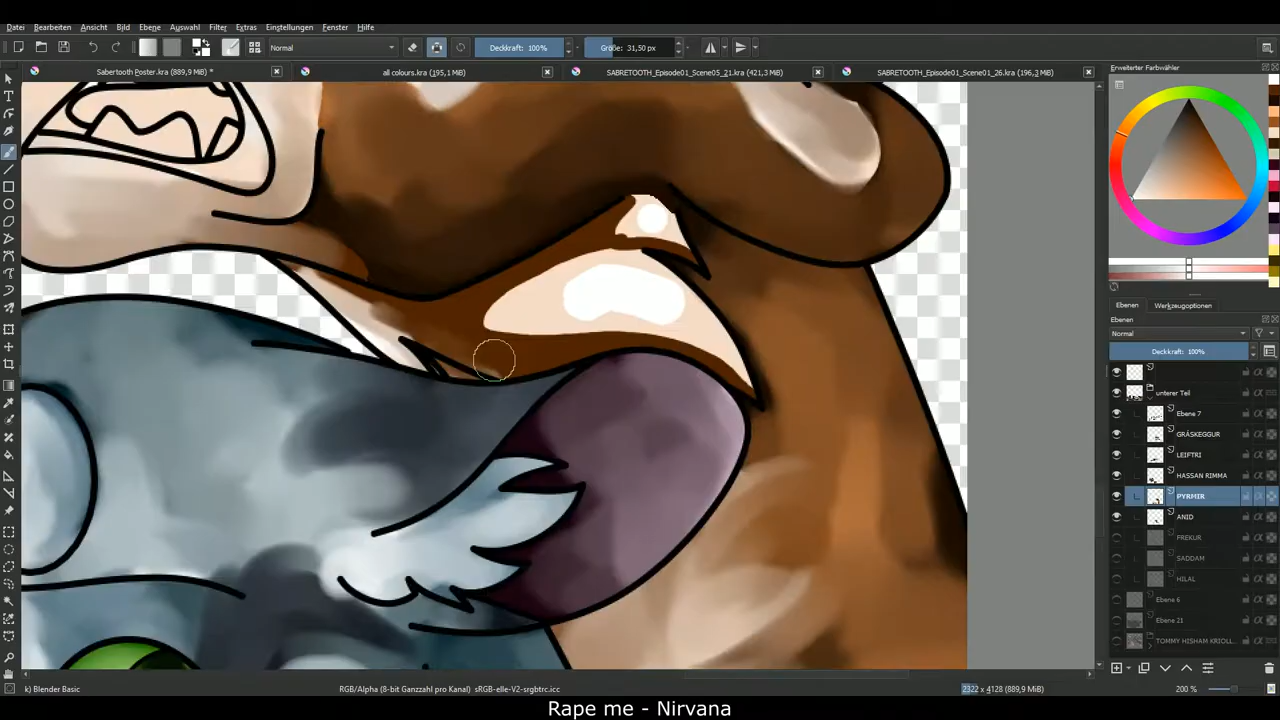 Datei Bearbeiten Ansicht Bild Ebene Auswahl Filter Extras Einstellungen Fenster Hilfe
Normal Deckkraft: 100% Größe: 31,50 px
Sabertooth Poster.kra (889,9 MiB) * all colours.kra (195,1 MiB) SABRETOOTH_Episode01_Scene05_21.kra (421,3 MiB) SABRETOOTH_Episode01_Scene01_26.kra (196,3 MiB)
Erweiterter Farbwähler
Ebenen Werkzeugoptionen
Ebenen
Normal
Deckkraft: 100%
unterer Teil
Ebene 7
GRÁSKEGGUR
LEIFTRI
HASSAN RIMMA
PYRMIR
ANID
FREKUR
SADDAM
HILAL
Ebene 6
Ebene 21
TOMMY HISHAM KRIOLL...
k) Blender Basic RGB/Alpha (8-bit Ganzzahl pro Kanal) sRGB-elle-V2-srgbtrc.icc 2322 x 4128 (889,9 MiB) 200 %
Rape me - Nirvana